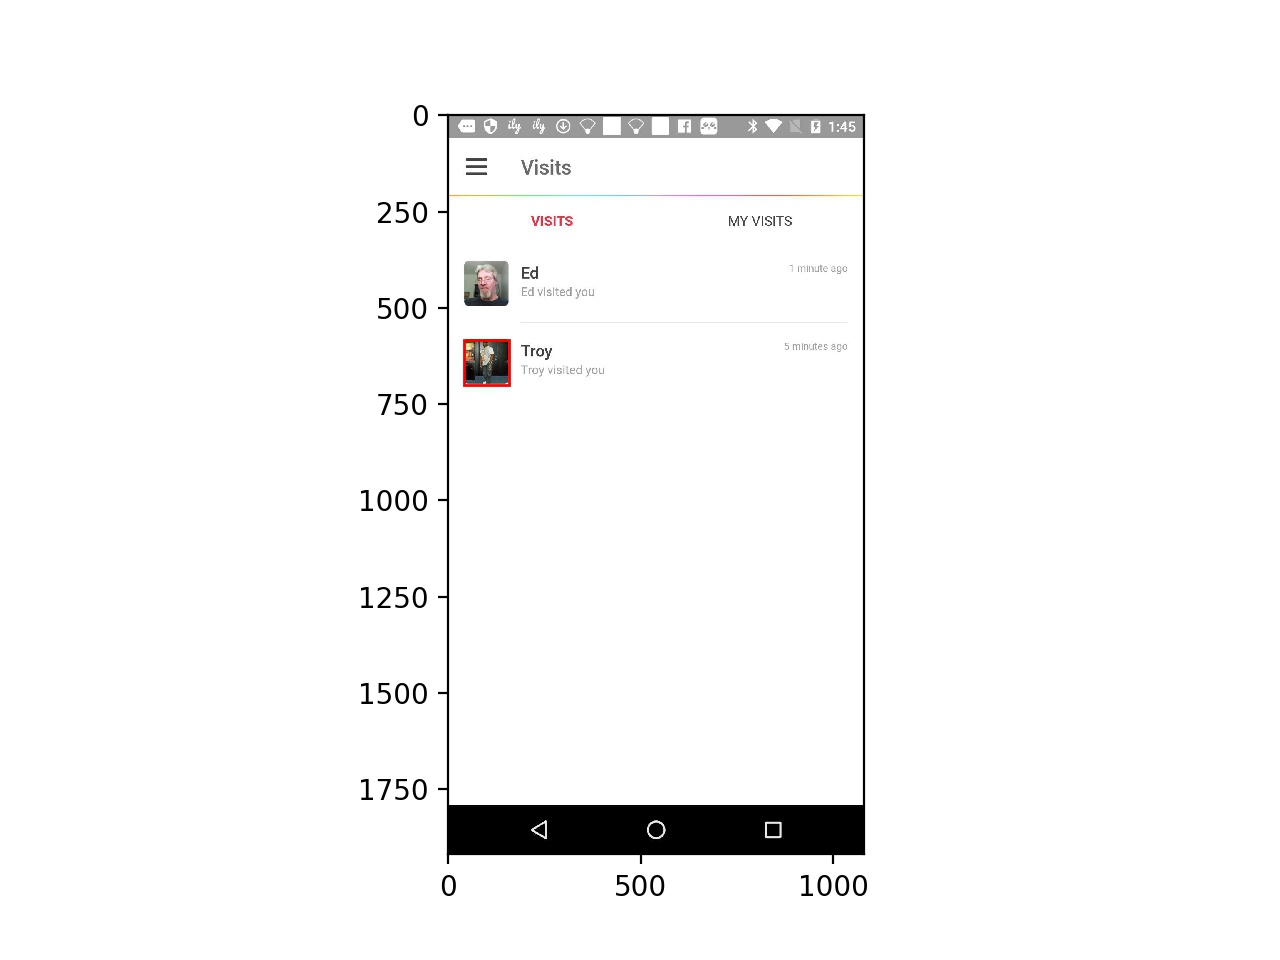 0
250
500
750
1000
1250
1500
1750
ily ily 1:45
Visits
VISITS MY VISITS
Ed 1 minute ago
Ed visited you
Troy 5 minutes ago
Troy visited you
0 500 1000